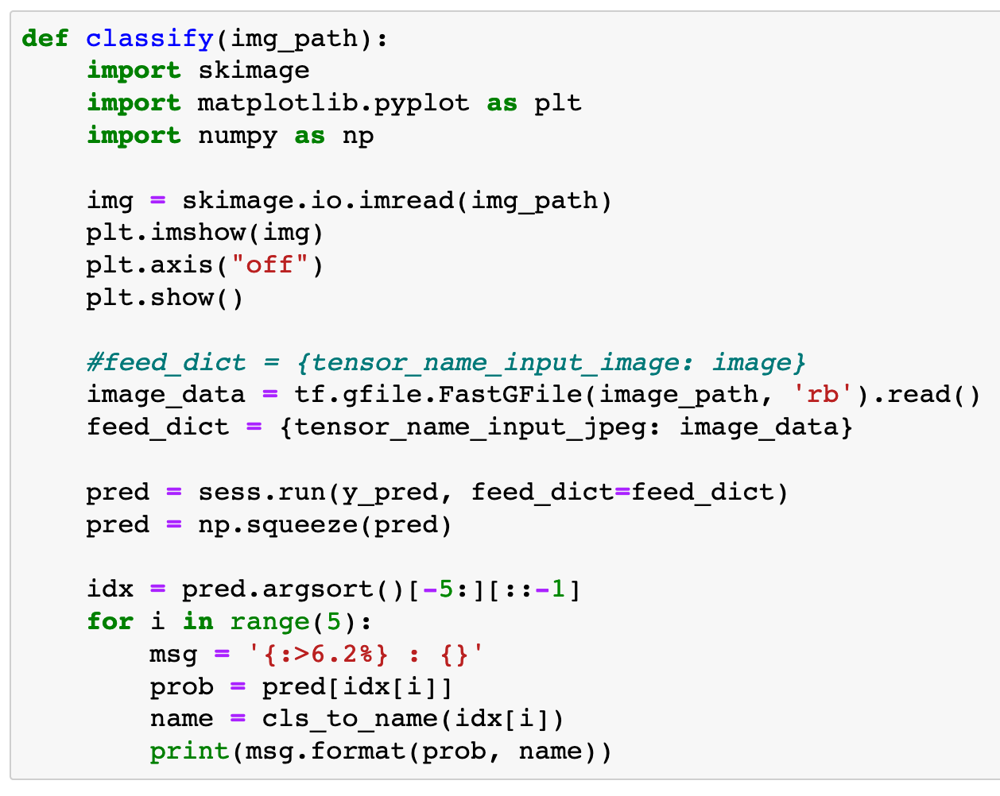 def classify(img_path):
    import skimage
    import matplotlib.pyplot as plt
    import numpy as np

    img = skimage.io.imread(img_path)
    plt.imshow(img)
    plt.axis("off")
    plt.show()

    #feed_dict = {tensor_name_input_image: image}
    image_data = tf.gfile.FastGFile(image_path, 'rb').read()
    feed_dict = {tensor_name_input_jpeg: image_data}

    pred = sess.run(y_pred, feed_dict=feed_dict)
    pred = np.squeeze(pred)

    idx = pred.argsort()[-5:][::-1]
    for i in range(5):
        msg = '{:>6.2%} : {}'
        prob = pred[idx[i]]
        name = cls_to_name(idx[i])
        print(msg.format(prob, name))